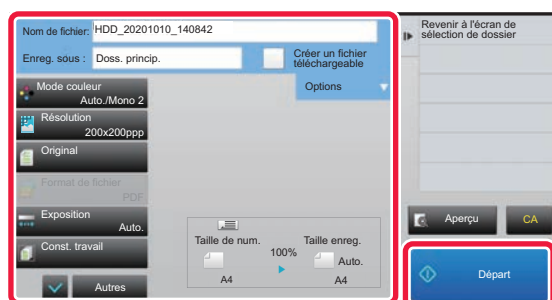 Nom de fichier: HDD_20201010_140842
Enreg. sous : Doss. princip.
Créer un fichier
téléchargeable
Options
Mode couleur
Auto./Mono 2
Résolution
200x200ppp
Original
Format de fichier
PDF
Exposition
Auto.
Const. travail
Autres
Taille de num.
A4
100%
Taille enreg.
Auto.
A4
Revenir à l'écran de
sélection de dossier
Aperçu
CA
Départ